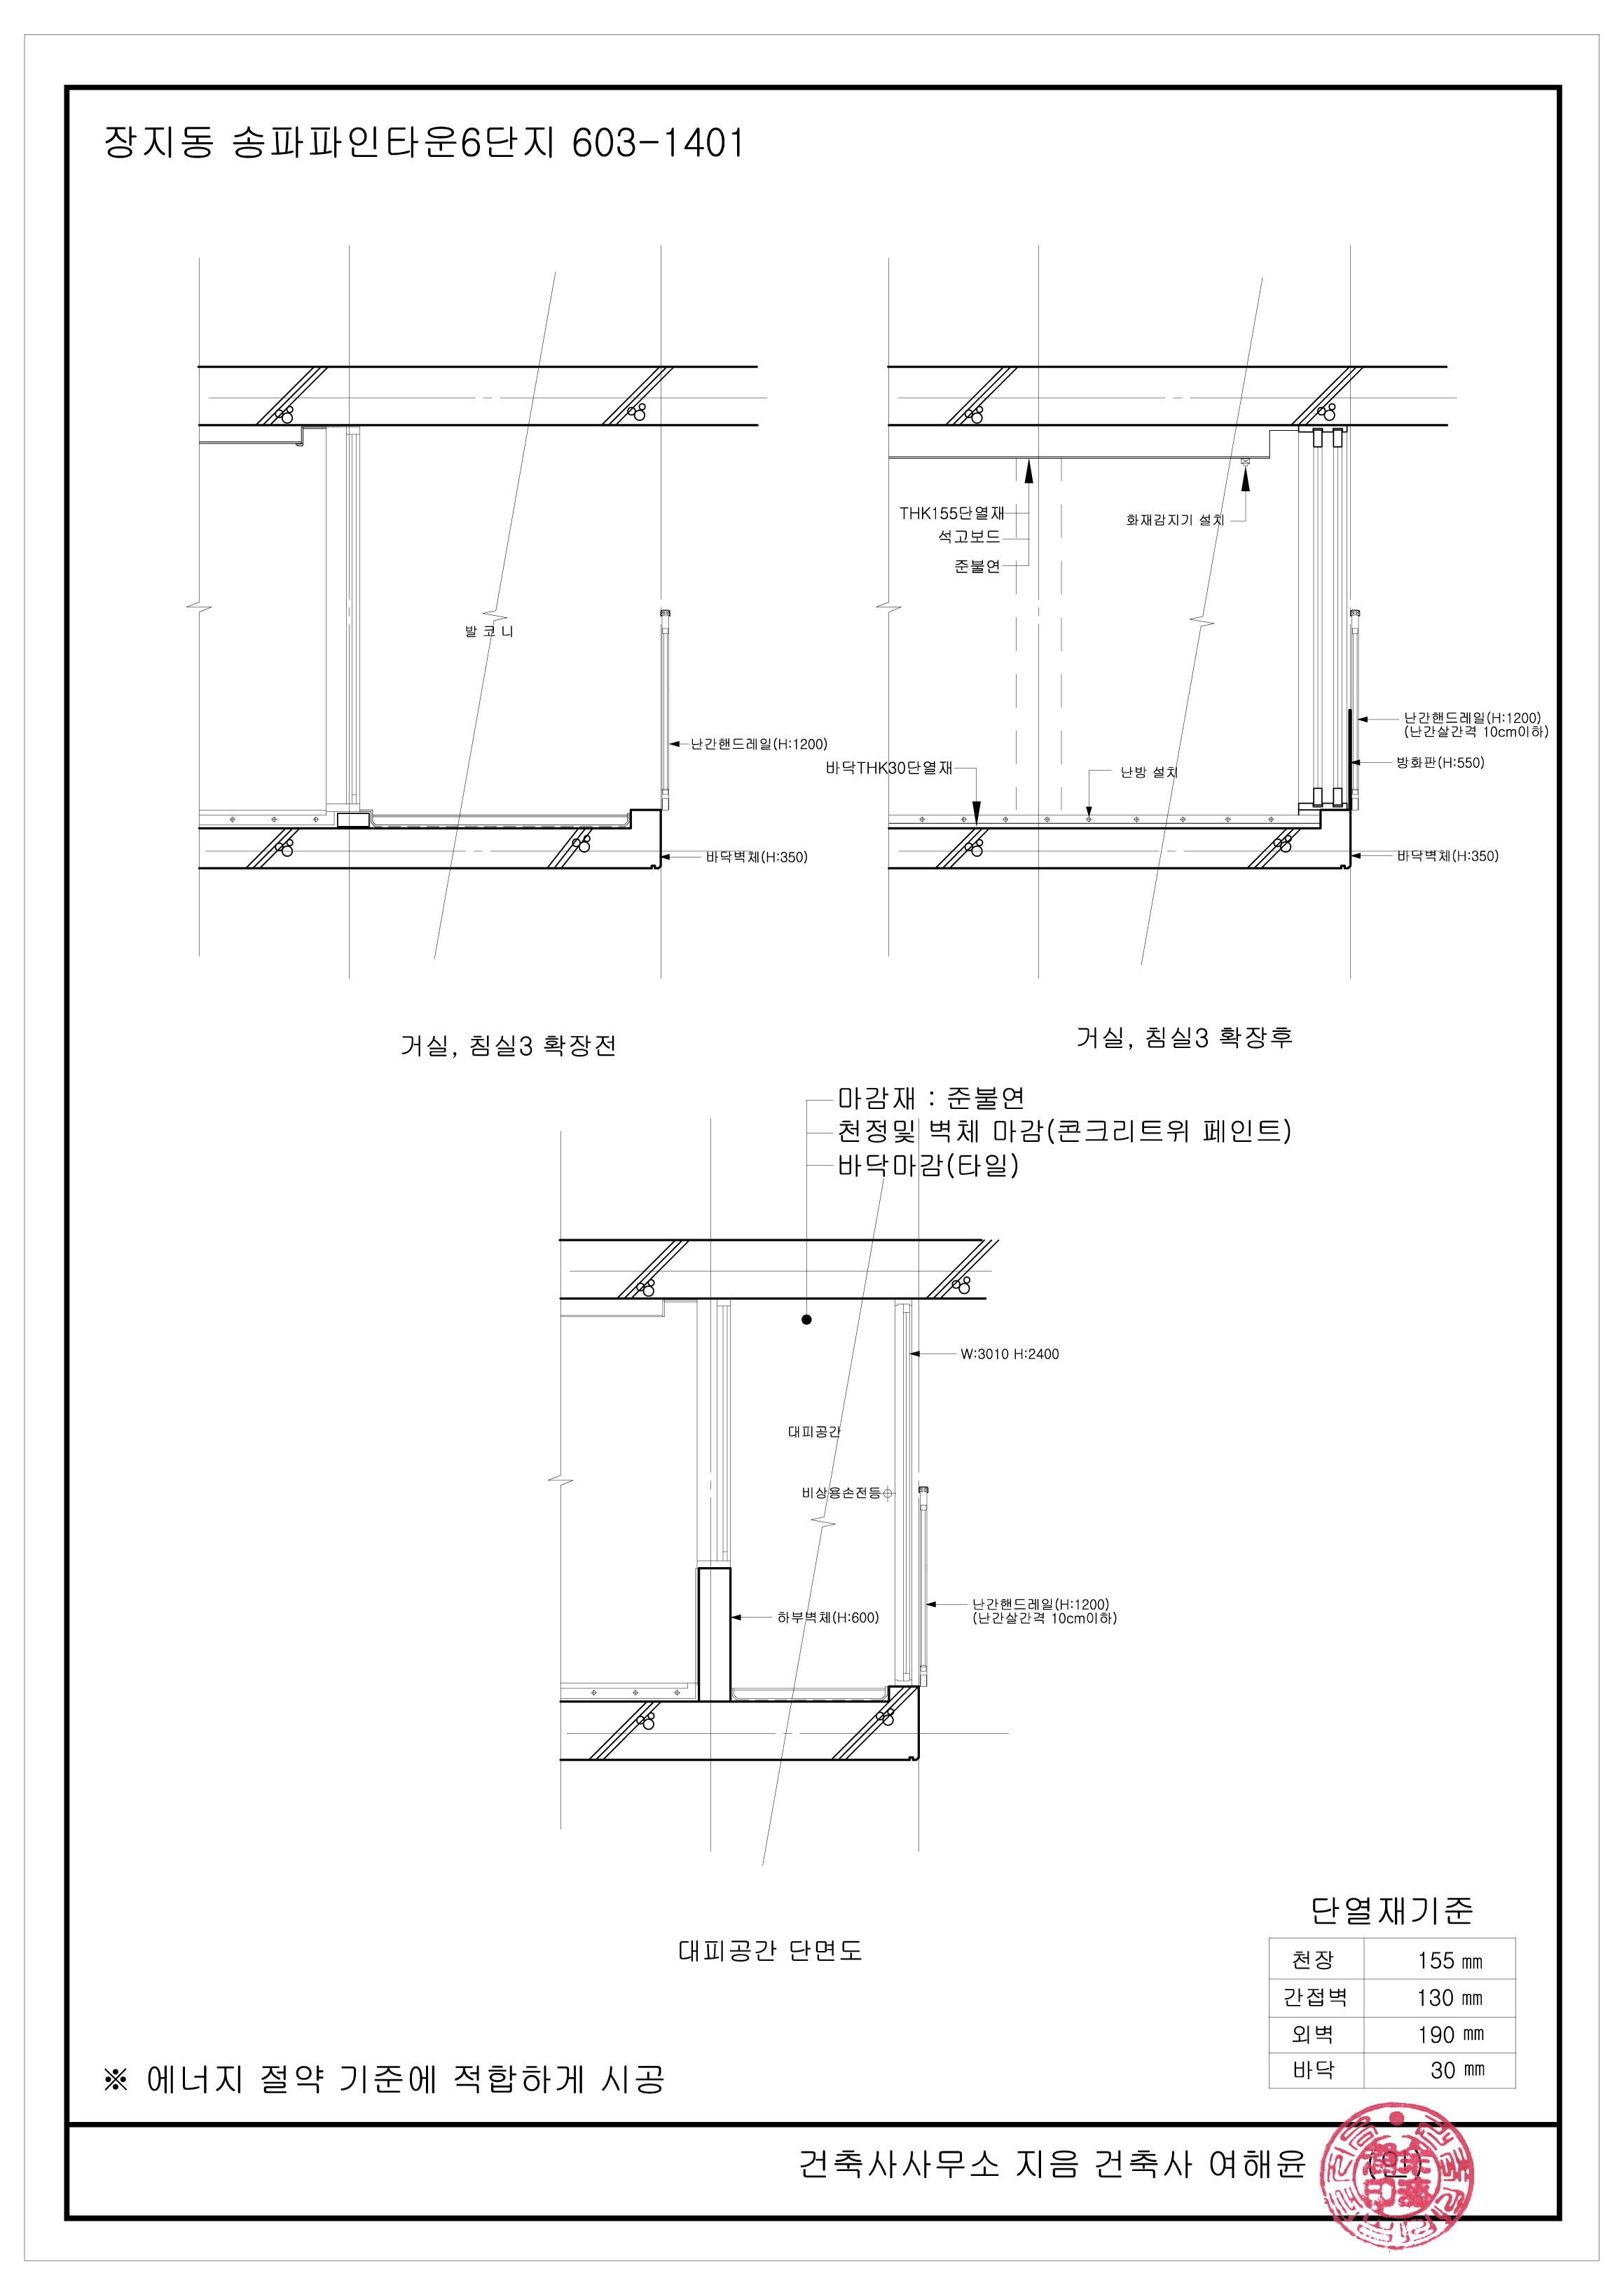 장지동 송파파인타운6단지 603-1401
발 코 니
난간핸드레일(H:1200)
바닥벽체(H:350)
거실, 침실3 확장전
THK155단열재
석고보드
준불연
화재감지기 설치
난간핸드레일(H:1200)
(난간살간격 10cm이하)
방화판(H:550)
바닥THK30단열재
난방 설치
바닥벽체(H:350)
거실, 침실3 확장후
마감재 : 준불연
천정및 벽체 마감(콘크리트위 페인트)
바닥마감(타일)
W:3010 H:2400
대피공간
비상용손전등
하부벽체(H:600)
난간핸드레일(H:1200)
(난간살간격 10cm이하)
대피공간 단면도
단열재기준
천장 155 ㎜
간접벽 130 ㎜
외벽 190 ㎜
바닥 30 ㎜
※ 에너지 절약 기준에 적합하게 시공
건축사사무소 지음 건축사 여해윤 (인)